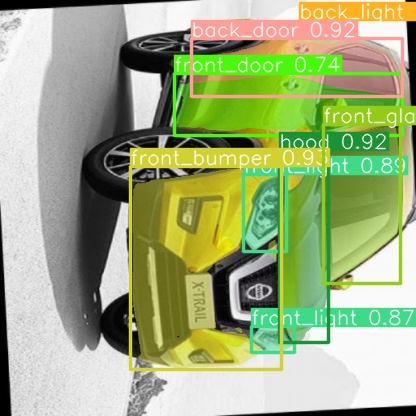 back_light
back_door 0.92
front_door 0.74
front_gla
hood 0.92
front_bumper 0.93
front_light 0.89
X-TRAIL
front_light 0.87